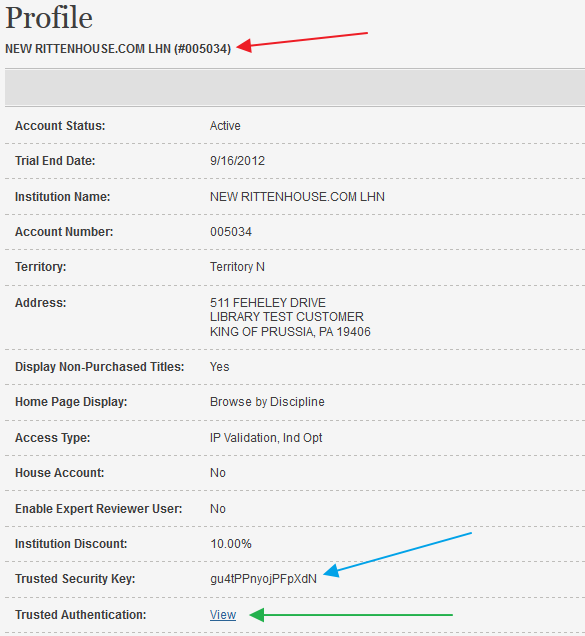 Profile
NEW RITTENHOUSE.COM LHN (#005034)
Account Status: Active
Trial End Date: 9/16/2012
Institution Name: NEW RITTENHOUSE.COM LHN
Account Number: 005034
Territory: Territory N
Address: 511 FEHELEY DRIVE
LIBRARY TEST CUSTOMER
KING OF PRUSSIA, PA 19406
Display Non-Purchased Titles: Yes
Home Page Display: Browse by Discipline
Access Type: IP Validation, Ind Opt
House Account: No
Enable Expert Reviewer User: No
Institution Discount: 10.00%
Trusted Security Key: gu4tPPnyojPFpXdN
Trusted Authentication: View